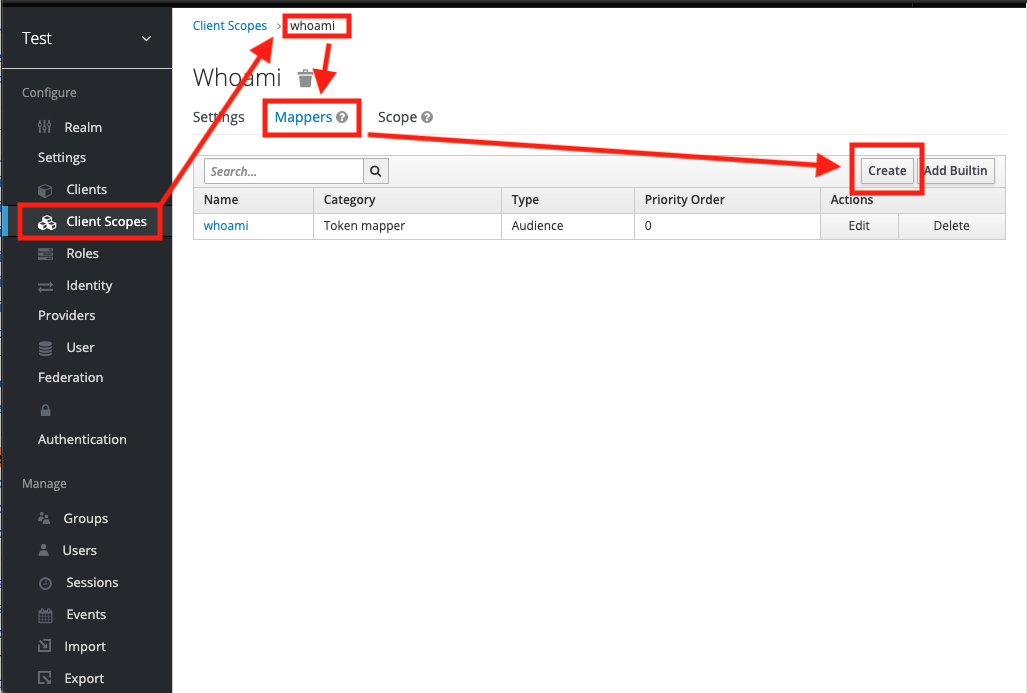 Test
Configure
Realm
Settings
Clients
Client Scopes
Roles
Identity
Providers
User
Federation
Authentication
Manage
Groups
Users
Sessions
Events
Import
Export
Client Scopes > whoami
Whoami
Settings Mappers ? Scope ?
Search... Create Add Builtin
Name Category Type Priority Order Actions
whoami Token mapper Audience 0 Edit Delete